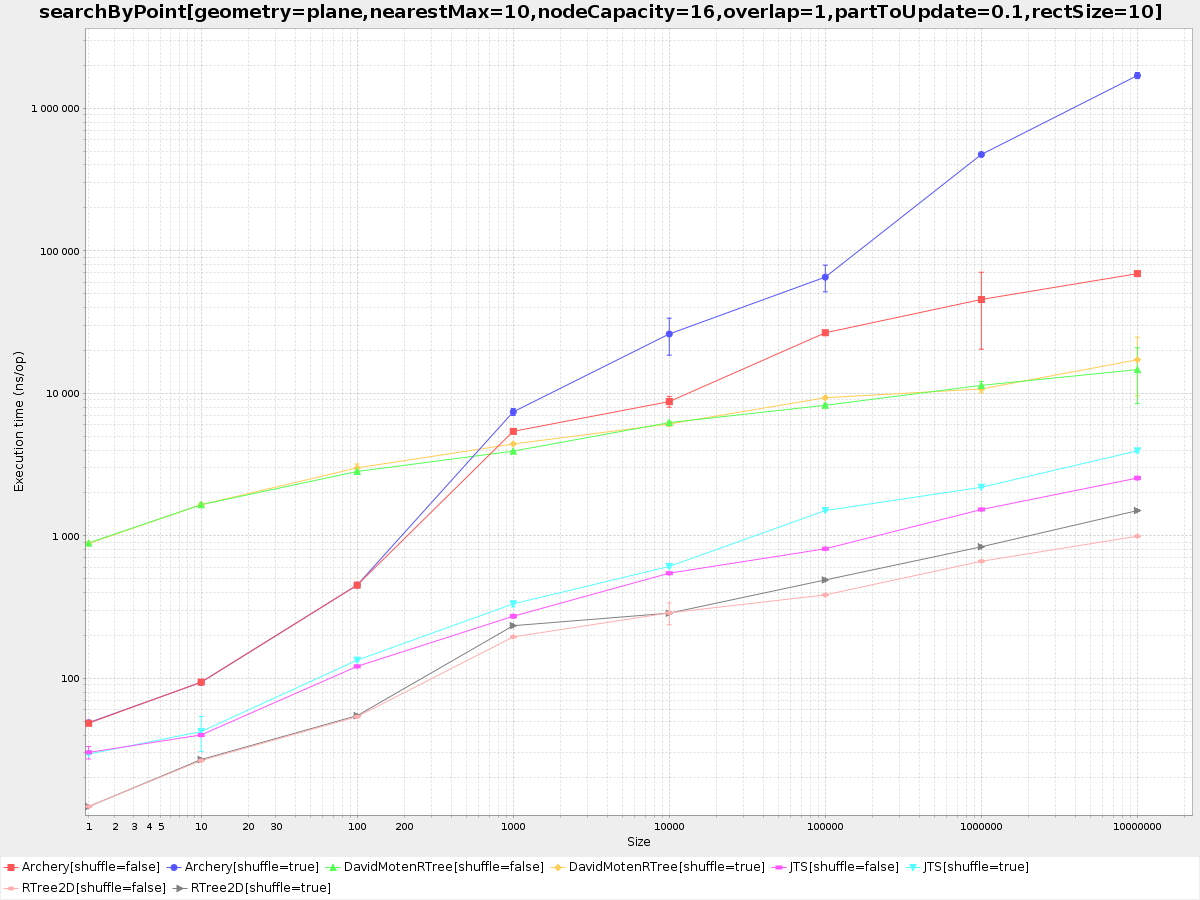 searchByPoint[geometry=plane,nearestMax=10,nodeCapacity=16,overlap=1,partToUpdate=0.1,rectSize=10]
1 000 000
100 000
10 000
1 000
100
Execution time (ns/op)
1 2 3 4 5 10 20 30 100 200 1000 10000 100000 1000000 10000000
Size
Archery[shuffle=false] Archery[shuffle=true] DavidMotenRTree[shuffle=false] DavidMotenRTree[shuffle=true] JTS[shuffle=false] JTS[shuffle=true]
RTree2D[shuffle=false] RTree2D[shuffle=true]